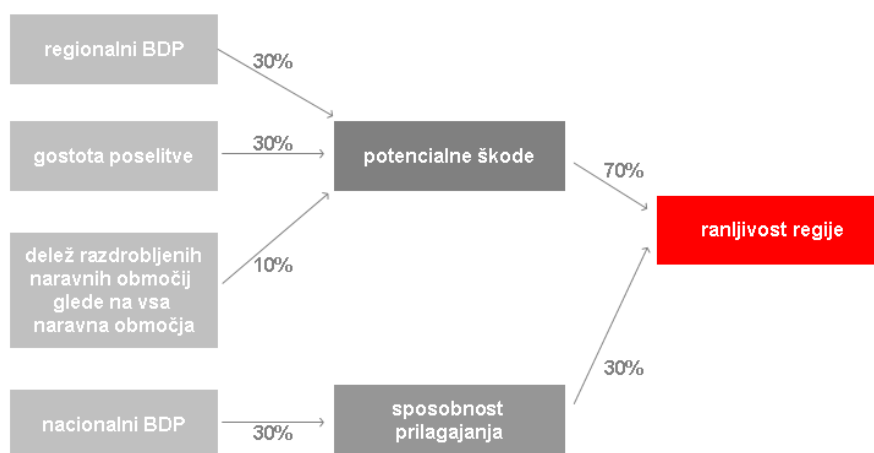 regionalni BDP
30%
gostota poselitve
30%
potencialne škode
70%
ranljivost regije
delež razdrobljenih
naravnih območij
glede na vsa
naravna območja
10%
30%
nacionalni BDP
30%
sposobnost
prilagajanja